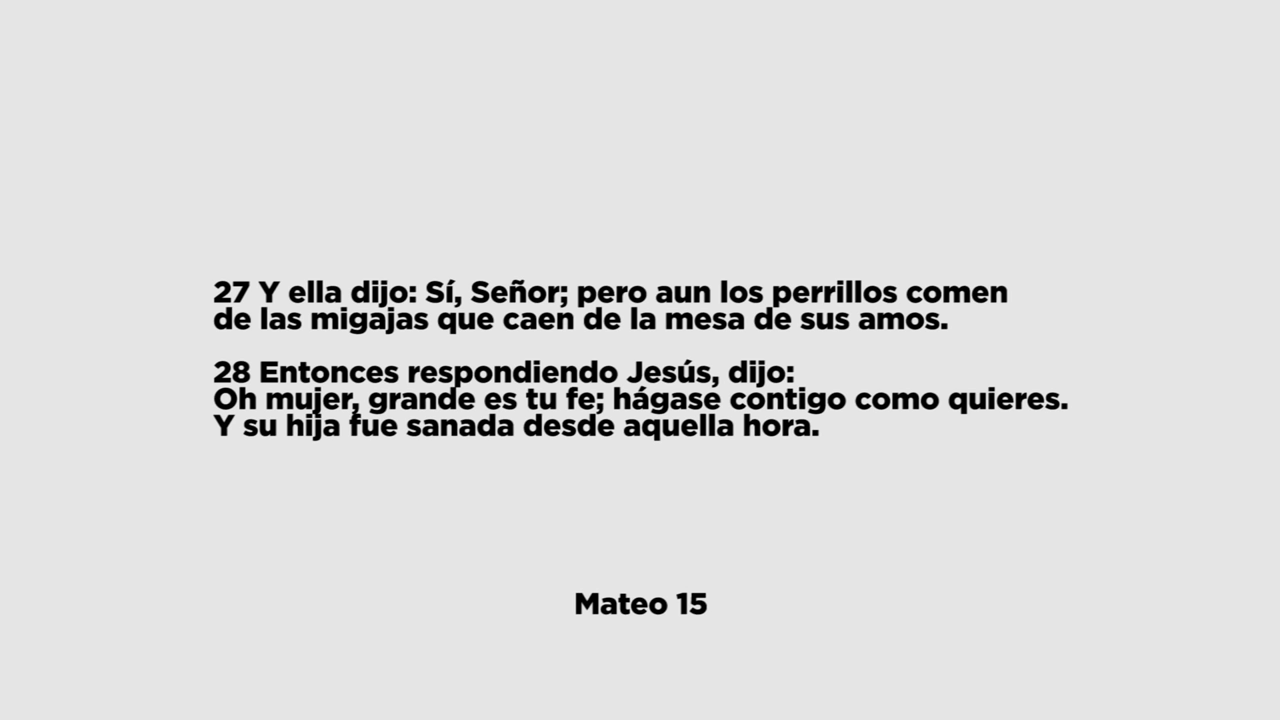 27 Y ella dijo: Sí, Señor; pero aun los perrillos comen
de las migajas que caen de la mesa de sus amos.
28 Entonces respondiendo Jesús, dijo:
Oh mujer, grande es tu fe; hágase contigo como quieres.
Y su hija fue sanada desde aquella hora.
Mateo 15